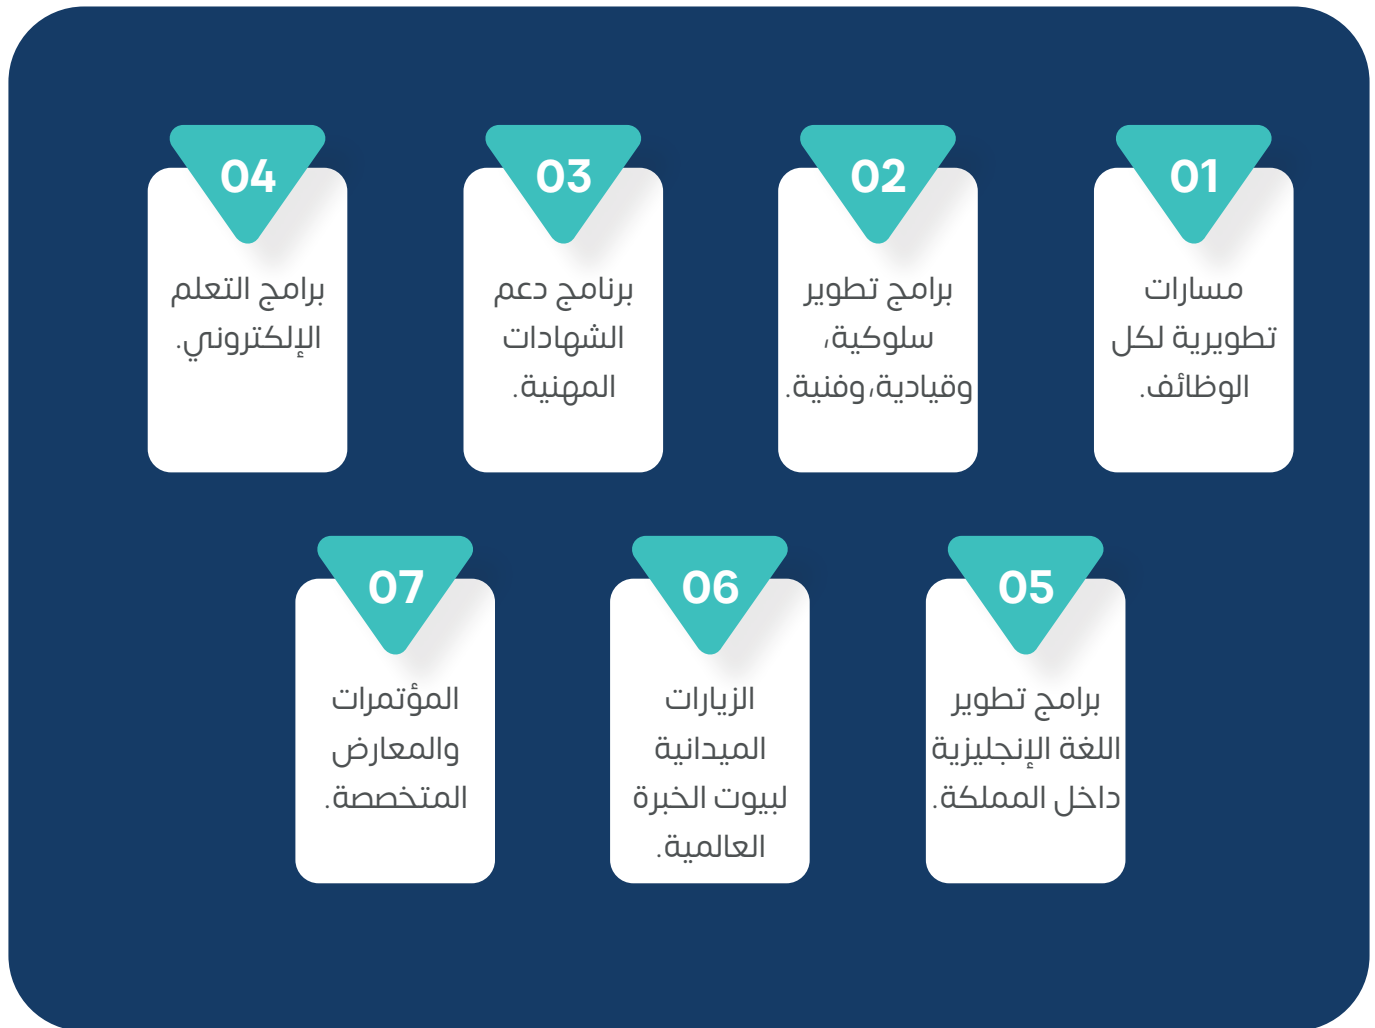 01
مسارات
تطويرية لكل
الوظائف.
02
برامج تطوير
سلوكية،
وقيادية،وفنية.
03
برنامج دعم
الشهادات
المهنية.
04
برامج التعلم
الإلكتروني.
05
برامج تطوير
اللغة الإنجليزية
داخل المملكة.
06
الزيارات
الميدانية
لبيوت الخبرة
العالمية.
07
المؤتمرات
والمعارض
المتخصصة.